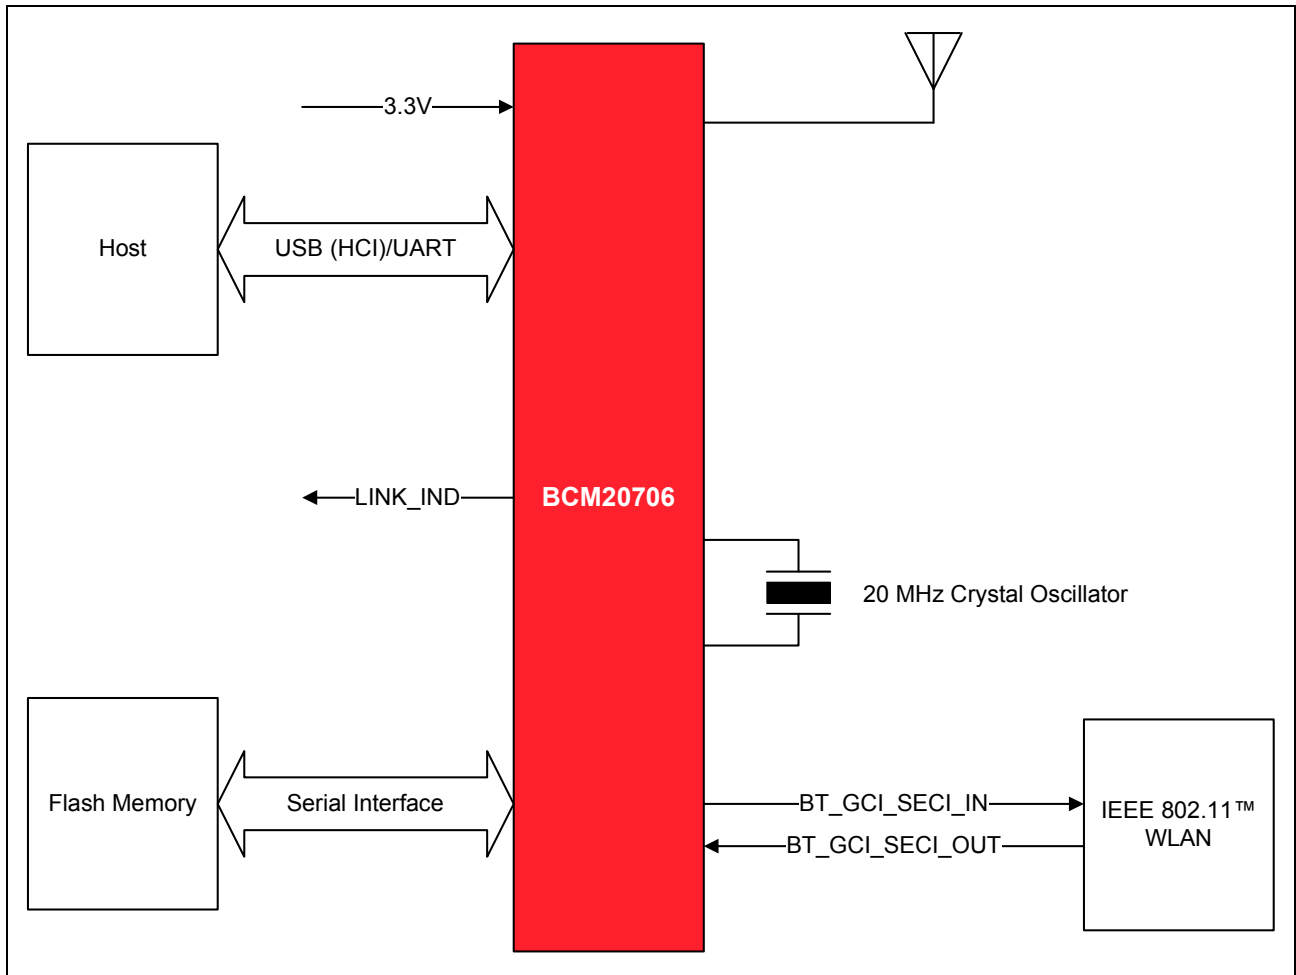 3.3V
Host
USB (HCI)/UART
LINK_IND
BCM20706
20 MHz Crystal Oscillator
Flash Memory
Serial Interface
BT_GCI_SECI_IN
BT_GCI_SECI_OUT
IEEE 802.11™
WLAN